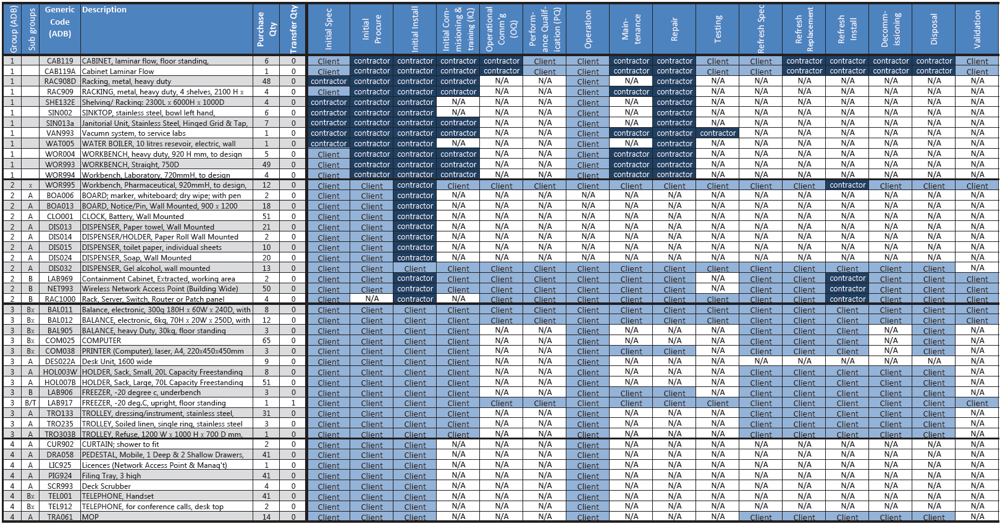 Group (ADB) Sub groups Generic Code (ADB) Description Purchase Qty Transfer Qty Initial Spec Initial Procure Initial Install Initial Com-misioning & training (IQ) Operational Comm'g (OQ) Perform-ance Qualif-ication (PQ) Operation Main-tenance Repair Testing Refresh Spec Refresh Replacement Refresh Install Decomm-issioning Disposal Validation
1 CAB119 CABINET, laminar flow, floor standing, 6 0 Client contractor contractor contractor contractor Client Client contractor contractor Client Client contractor contractor contractor contractor Client
1 CAB119A Cabinet Laminar Flow 1 0 Client contractor contractor contractor contractor Client Client contractor contractor Client Client contractor contractor contractor contractor Client
1 RAC908D Racking, metal, heavy duty 48 0 contractor contractor contractor contractor N/A N/A Client N/A contractor N/A N/A N/A N/A N/A N/A N/A
1 RAC909 RACKING, metal, heavy duty, 4 shelves, 2100 H x 4 0 Client contractor contractor contractor N/A N/A Client contractor contractor N/A N/A N/A N/A N/A N/A N/A
1 SHE132E Shelving/ Racking: 2300L x 6000H x 1000D 4 0 contractor contractor contractor N/A N/A N/A Client N/A contractor N/A N/A N/A N/A N/A N/A N/A
1 SIN002 SINKTOP, stainless steel, bowl left hand, 6 0 contractor contractor contractor N/A N/A N/A Client N/A contractor N/A N/A N/A N/A N/A N/A N/A
1 SIN013a Janitorial Unit, Stainless Steel, Hinged Grid & Tap, 7 0 contractor contractor contractor contractor N/A N/A Client N/A contractor N/A N/A N/A N/A N/A N/A N/A
1 VAN993 Vacumn system, to service labs 1 0 contractor contractor contractor contractor N/A N/A Client contractor contractor contractor N/A N/A N/A N/A N/A N/A
1 WAT005 WATER BOILER, 10 litres resevoir, electric, wall 1 0 contractor contractor contractor N/A N/A N/A Client N/A contractor N/A N/A N/A N/A N/A N/A N/A
1 WOR004 WORKBENCH, heavy duty, 920 H mm, to design 5 0 Client contractor contractor contractor N/A N/A Client contractor contractor N/A N/A N/A N/A N/A N/A N/A
1 WOR993 WORKBENCH, Straight, 750D 49 0 Client contractor contractor contractor N/A N/A Client contractor contractor N/A N/A N/A N/A N/A N/A N/A
1 WOR994 Workbench, Laboratory, 720mmH, to design 4 0 Client contractor contractor contractor N/A N/A Client contractor contractor N/A N/A N/A N/A N/A N/A N/A
2 x WOR995 Workbench, Pharmaceutical, 920mmH, to design, 12 0 Client Client contractor Client Client Client Client Client Client Client Client Client contractor Client Client Client
2 A BOA006 BOARD; marker, whiteboard; dry wipe; with pen 2 0 Client Client contractor N/A N/A N/A N/A N/A N/A N/A N/A N/A N/A N/A N/A N/A
2 A BOA013 BOARD, Notice/Pin, Wall Mounted, 900 x 1200 18 0 Client Client contractor N/A N/A N/A N/A N/A N/A N/A N/A N/A N/A N/A N/A N/A
2 A CLO001 CLOCK, Battery, Wall Mounted 51 0 Client Client contractor N/A N/A N/A N/A N/A N/A N/A N/A N/A N/A N/A N/A N/A
2 A DIS013 DISPENSER, Paper towel, Wall Mounted 21 0 Client Client contractor N/A N/A N/A N/A N/A N/A N/A N/A N/A N/A N/A N/A N/A
2 A DIS014 DISPENSER/HOLDER, Paper Roll Wall Mounted 2 0 Client Client contractor N/A N/A N/A N/A N/A N/A N/A N/A N/A N/A N/A N/A N/A
2 A DIS015 DISPENSER, toilet paper, individual sheets 10 0 Client Client contractor N/A N/A N/A N/A N/A N/A N/A N/A N/A N/A N/A N/A N/A
2 A DIS024 DISPENSER, Soap, Wall Mounted 20 0 Client Client contractor N/A N/A N/A N/A N/A N/A N/A N/A N/A N/A N/A N/A N/A
2 A DIS032 DISPENSER, Gel alcohol, wall mounted 13 0 Client Client Client Client Client Client Client Client Client Client Client Client Client Client Client N/A
2 B LAB969 Containment Cabinet, Extracted, working area 2 0 Client Client contractor Client Client Client Client Client Client N/A Client Client contractor Client Client Client
2 B NET993 Wireless Network Access Point (Building Wide) 50 0 Client Client contractor Client Client Client Client Client Client N/A Client Client contractor Client Client Client
2 B RAC1000 Rack, Server, Switch, Router or Patch panel 4 0 Client N/A contractor N/A Client Client Client Client Client Client Client Client contractor Client Client Client
3 Bx BAL011 Balance, electronic, 300g 180H x 60W x 240D, with 8 0 Client Client Client Client Client Client Client Client Client Client Client Client Client Client Client Client
3 Bx BAL012 BALANCE, electronic, 6kg, 70H x 20W x 250D, with 12 0 Client Client Client Client Client Client Client Client Client Client Client Client Client Client Client Client
3 Bx BAL905 BALANCE, heavy Duty, 30kg, floor standing 3 0 Client Client Client Client N/A N/A Client N/A N/A N/A Client Client Client N/A Client N/A
3 Bx COM025 COMPUTER 65 0 Client Client Client Client N/A N/A Client N/A N/A N/A Client Client Client N/A Client N/A
3 Bx COM038 PRINTER (Computer), laser, A4, 220x450x450mm 3 0 Client Client Client Client N/A N/A Client Client Client N/A Client Client Client N/A Client N/A
3 A DES022A Desk Unit, 1600 wide 9 0 Client Client Client Client N/A N/A Client N/A N/A N/A N/A N/A N/A N/A N/A N/A
3 A HOL003W HOLDER, Sack, Small, 20L Capacity Freestanding 8 0 Client Client Client Client N/A N/A Client N/A N/A N/A Client Client Client Client Client N/A
3 A HOL007B HOLDER, Sack, Large, 70L Capacity Freestanding 51 0 Client Client Client Client N/A N/A Client N/A N/A N/A Client Client Client Client Client N/A
3 B LAB906 FREEZER, -20 degree c, underbench 3 0 Client Client Client Client N/A N/A Client Client Client N/A Client Client Client Client Client N/A
3 B/T LAB917 FREEZER, -20 deg.C, upright, floor standing 1 1 Client Client Client Client Client Client Client Client Client Client Client Client Client Client Client Client
3 A TRO133 TROLLEY, dressing/instrument, stainless steel, 31 0 Client Client Client Client N/A N/A Client N/A N/A N/A Client Client Client Client Client N/A
3 A TRO235 TROLLEY, Soiled linen, single ring, stainless steel 3 0 Client Client Client Client N/A N/A Client N/A N/A N/A Client Client Client Client Client N/A
3 A TRO303B TROLLEY, Refuse, 1200 W x 1000 H x 700 D mm, 1 0 Client Client Client Client N/A N/A Client N/A N/A N/A Client Client Client Client Client N/A
4 A CUR902 CURTAIN; shower to fit 2 0 Client Client Client N/A N/A N/A Client N/A N/A N/A N/A N/A N/A N/A N/A N/A
4 A DRA058 PEDESTAL, Mobile, 1 Deep & 2 Shallow Drawers, 41 0 Client Client Client N/A N/A N/A Client N/A N/A N/A N/A N/A N/A N/A N/A N/A
4 A LIC925 Licences (Network Access Point & Manag't) 1 0 Client Client Client N/A N/A N/A Client N/A N/A N/A N/A N/A N/A N/A N/A N/A
4 A PIG924 Filing Tray, 3 high 41 0 Client Client Client N/A N/A N/A Client N/A N/A N/A N/A N/A N/A N/A N/A N/A
4 A SCR993 Deck Scrubber 4 0 Client Client Client N/A N/A N/A Client N/A N/A N/A N/A N/A N/A N/A N/A N/A
4 Bx TEL001 TELEPHONE, Handset 41 0 Client Client Client N/A N/A N/A Client N/A N/A N/A N/A N/A N/A N/A N/A N/A
4 Bx TEL912 TELEPHONE, for conference calls, desk top 2 0 Client Client Client N/A N/A N/A Client N/A N/A N/A N/A N/A N/A N/A N/A N/A
4 A TRA061 MOP 14 0 Client Client Client N/A N/A N/A Client N/A N/A N/A Client Client Client Client Client N/A